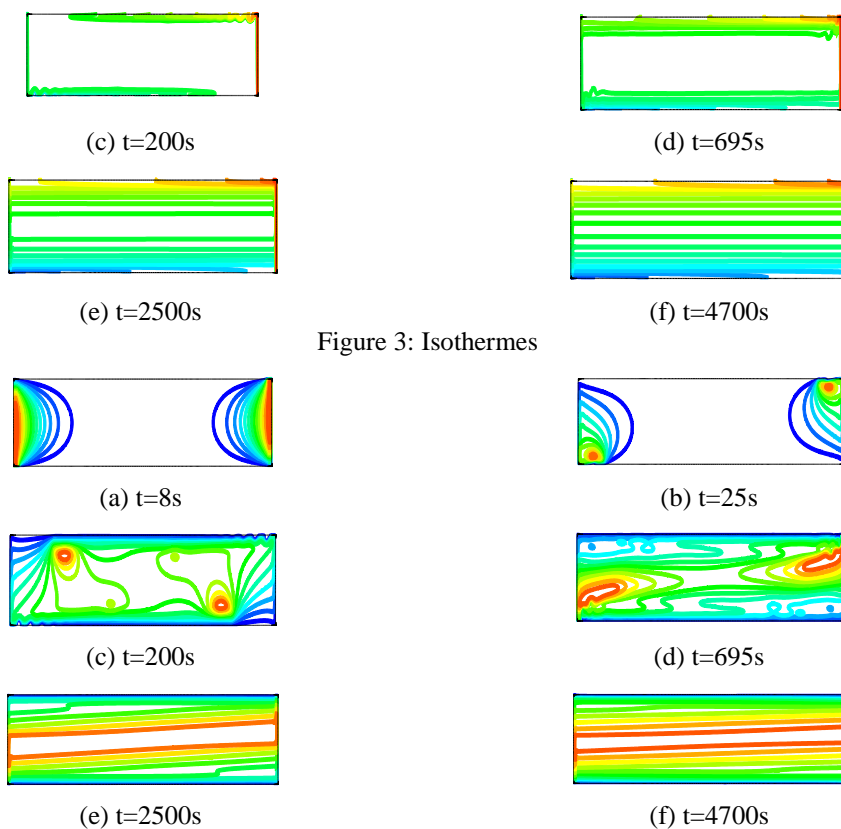 (c) t=200s
(d) t=695s
(e) t=2500s
(f) t=4700s
Figure 3: Isothermes
(a) t=8s
(b) t=25s
(c) t=200s
(d) t=695s
(e) t=2500s
(f) t=4700s